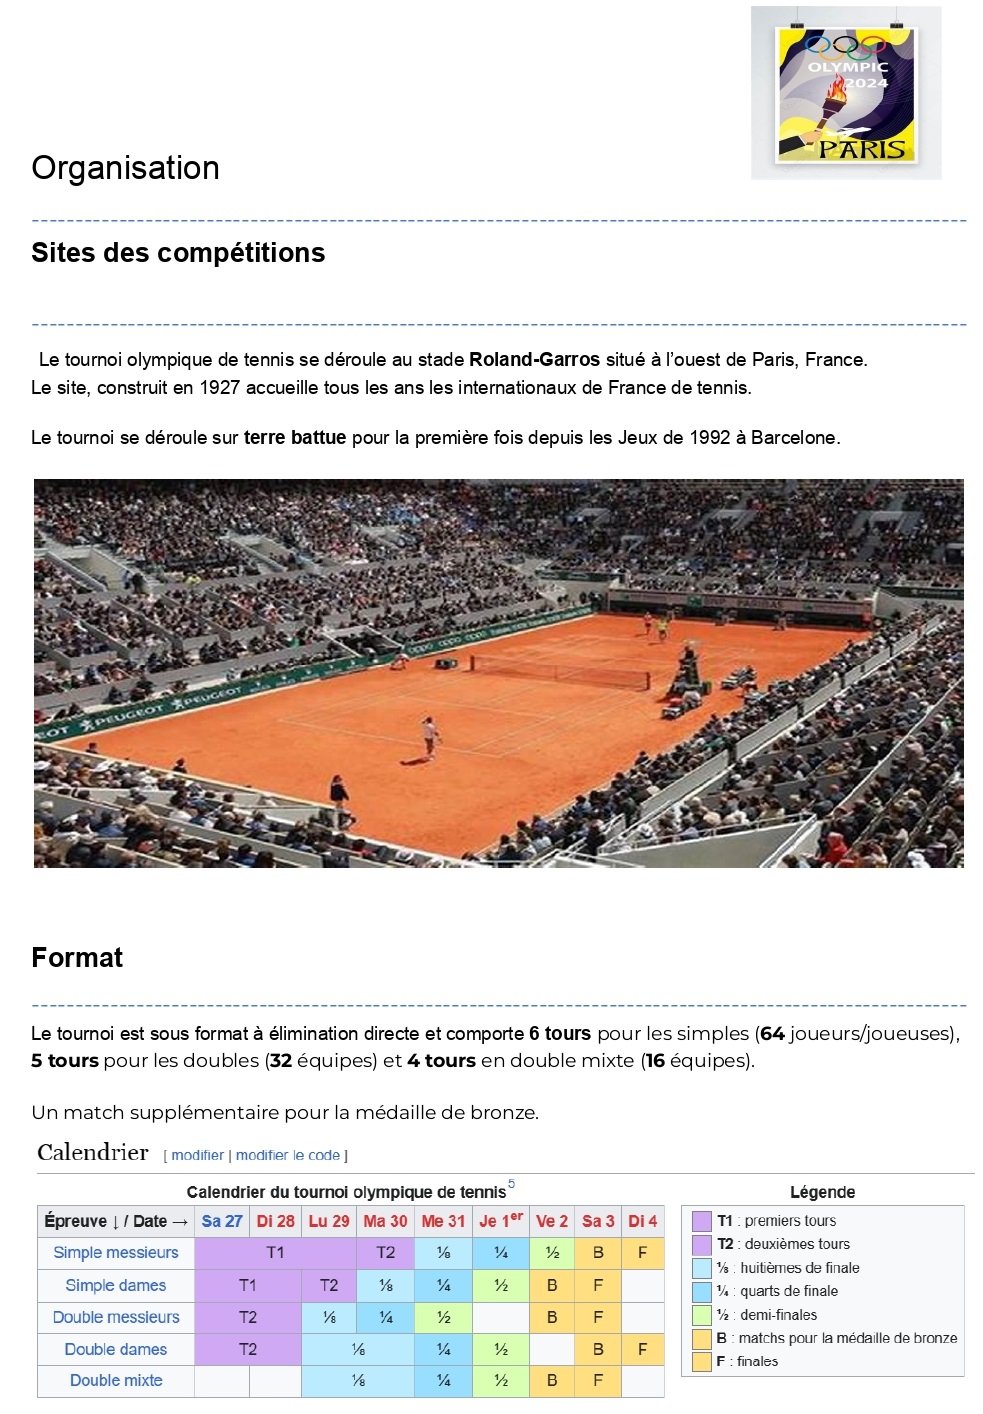 OLYMPIC
2024
PARIS
Organisation
Sites des compétitions
Le tournoi olympique de tennis se déroule au stade Roland-Garros situé à l'ouest de Paris, France.
Le site, construit en 1927 accueille tous les ans les internationaux de France de tennis.
Le tournoi se déroule sur terre battue pour la première fois depuis les Jeux de 1992 à Barcelone.
oppo oppo oppo
EOT PEUGEOT PEUGEOT
Format
Le tournoi est sous format à élimination directe et comporte 6 tours pour les simples (64 joueurs/joueuses),
5 tours pour les doubles (32 équipes) et 4 tours en double mixte (16 équipes).
Un match supplémentaire pour la médaille de bronze.
Calendrier [ modifier | modifier le code ]
Calendrier du tournoi olympique de tennis5
Épreuve ↓ / Date → Sa 27 Di 28 Lu 29 Ma 30 Me 31 Je 1er Ve 2 Sa 3 Di 4
Simple messieurs T1 T2 ⅛ ¼ ½ B F
Simple dames T1 T2 ⅛ ¼ ½ B F
Double messieurs T2 ⅛ ¼ ½ B F
Double dames T2 ⅛ ¼ ½ B F
Double mixte ⅛ ¼ ½ B F
Légende
T1 : premiers tours
T2 : deuxièmes tours
⅛ : huitièmes de finale
¼ : quarts de finale
½ : demi-finales
B : matchs pour la médaille de bronze
F : finales